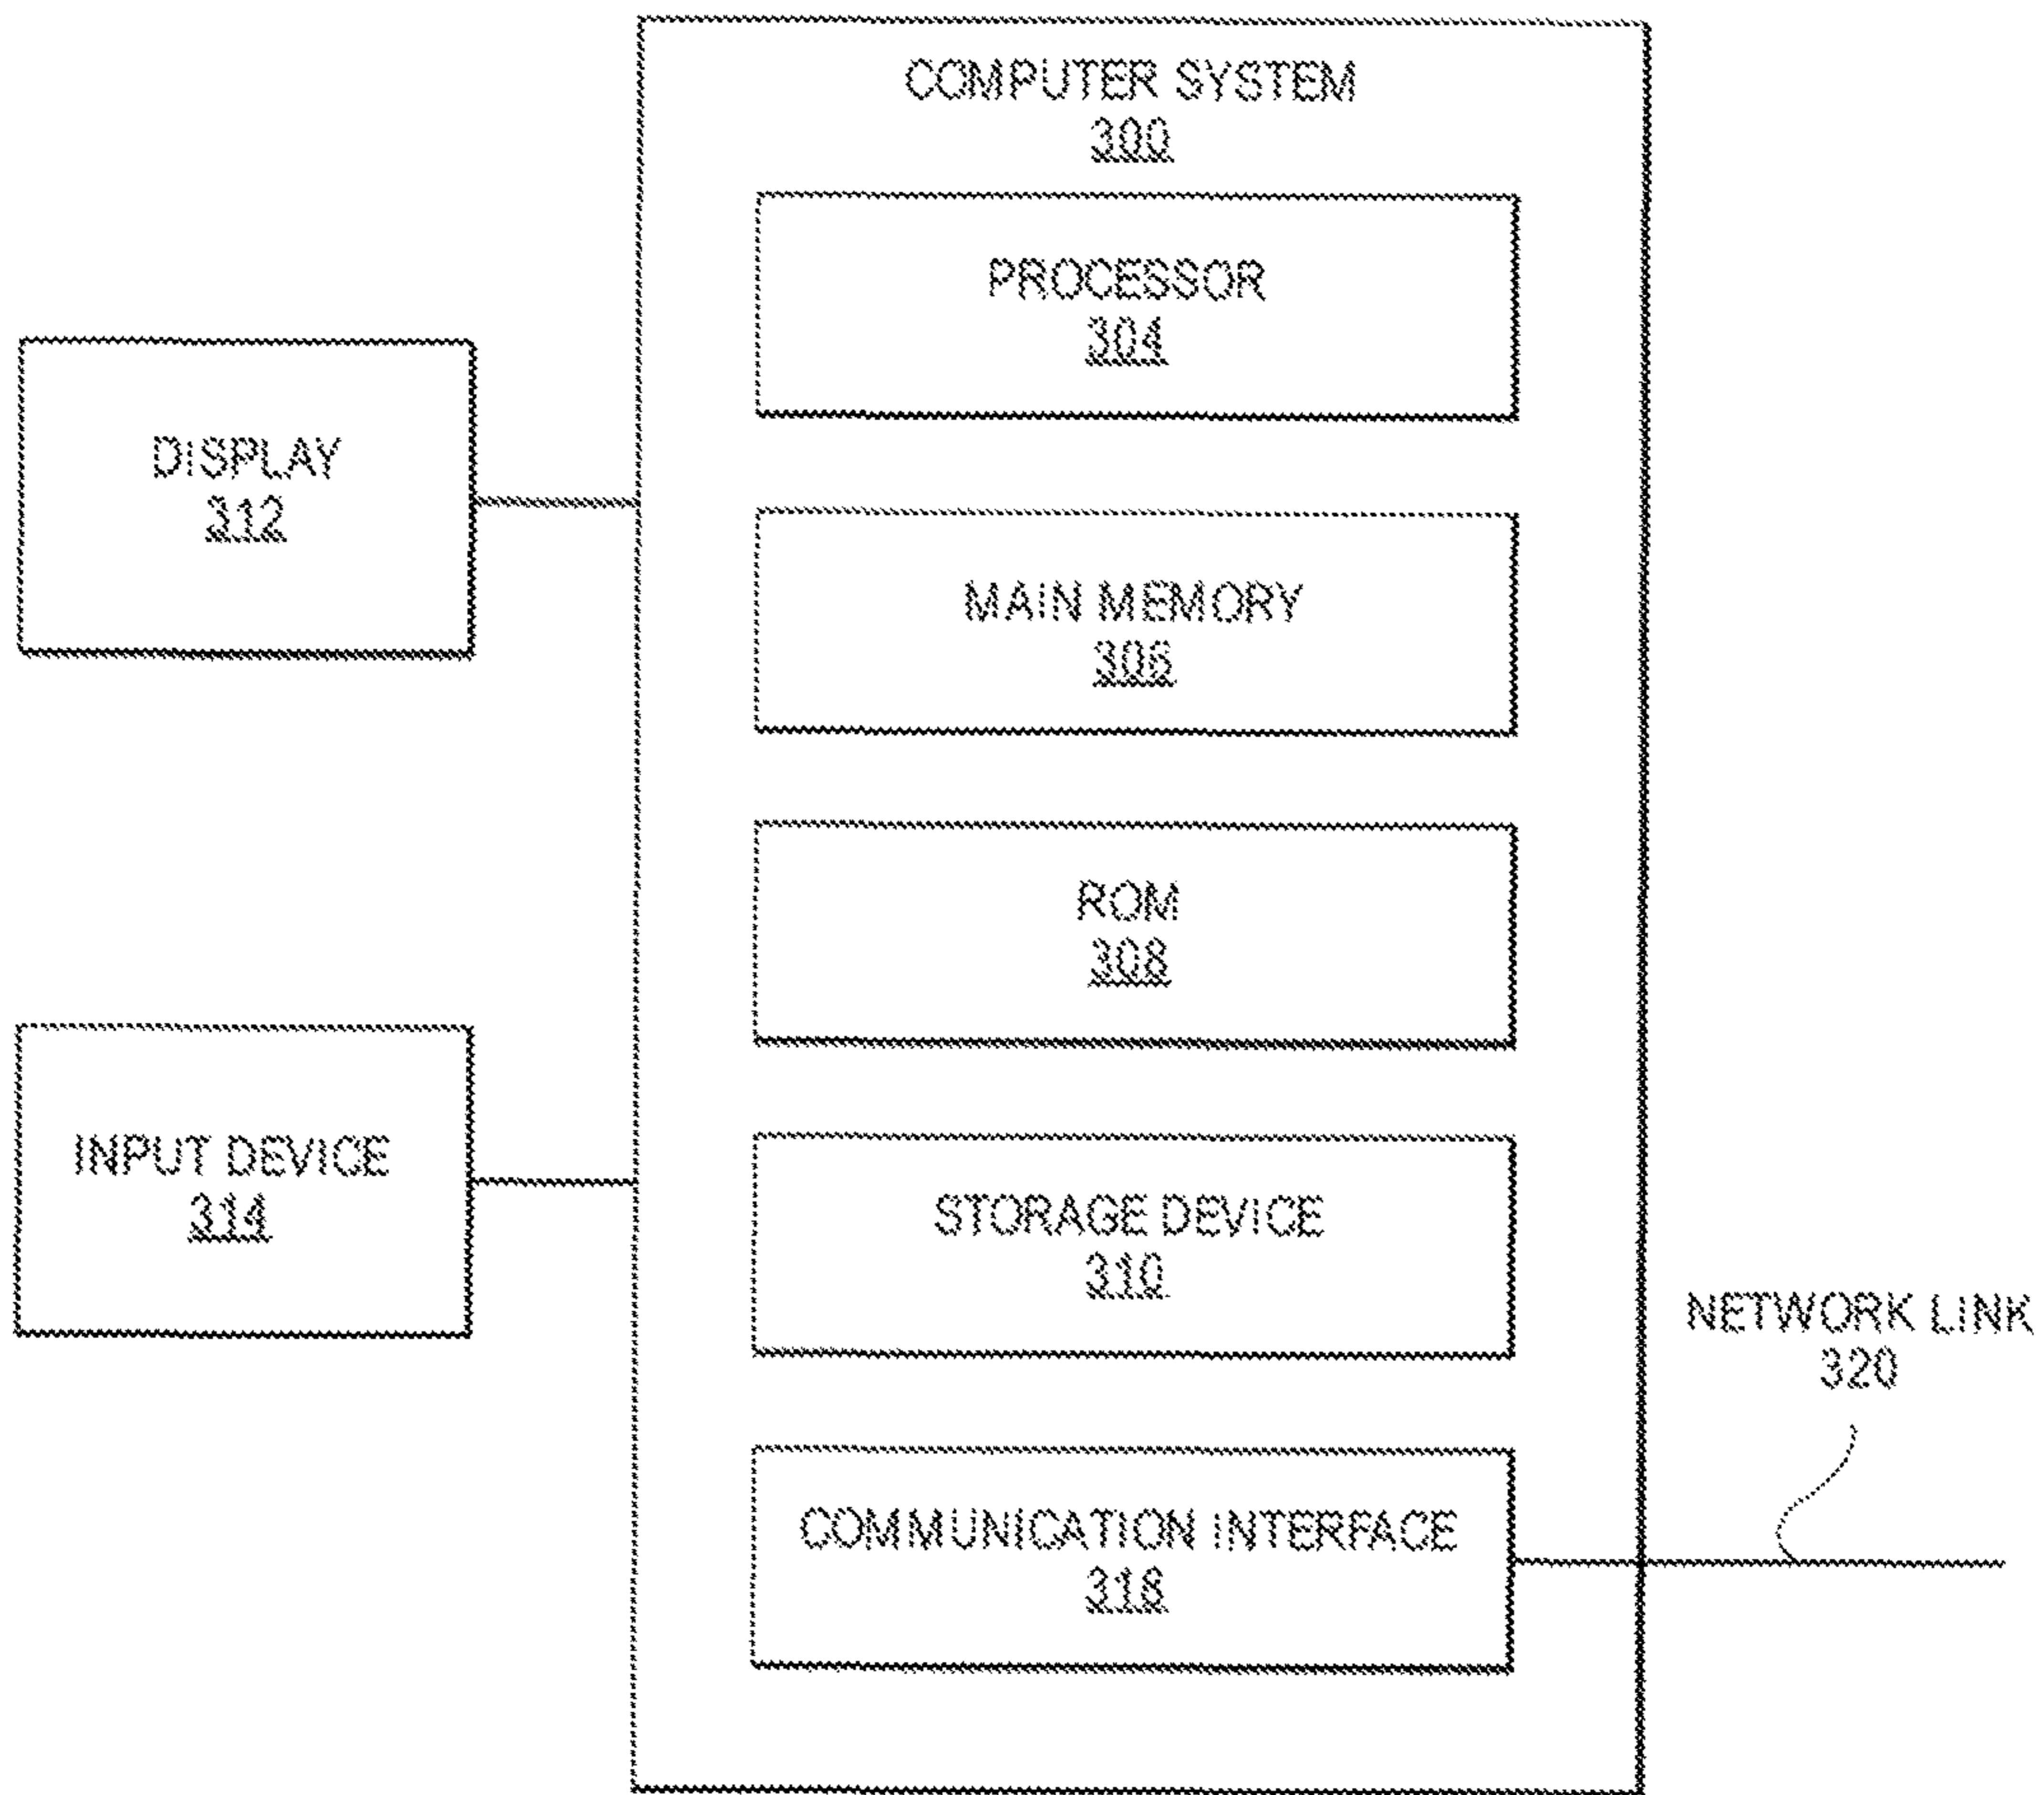 COMPUTER SYSTEM
300
PROCESSOR
304
DISPLAY
312
MAIN MEMORY
306
ROM
308
INPUT DEVICE
314
STORAGE DEVICE
310
NETWORK LINK
320
COMMUNICATION INTERFACE
318